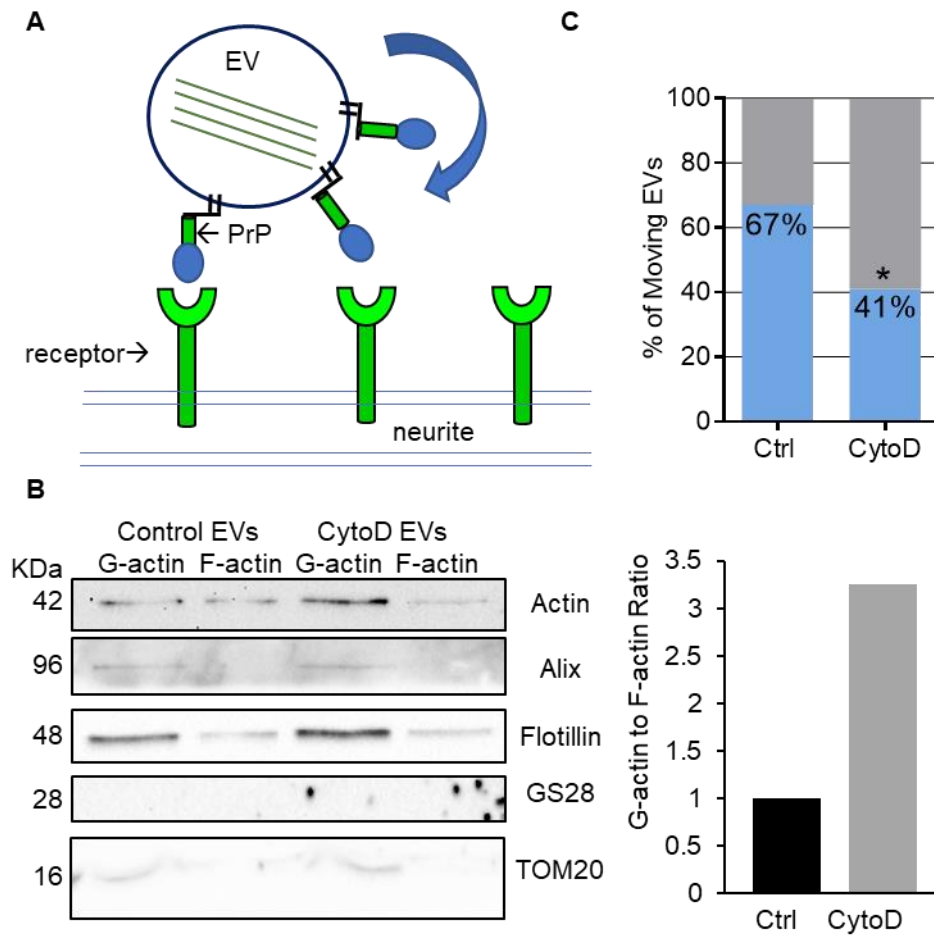 A
EV
← PrP
receptor→
neurite
C
% of Moving EVs
100
80
60
40
20
0
67%
*
41%
Ctrl
CytoD
B
Control EVs
CytoD EVs
KDa
G-actin
F-actin
G-actin
F-actin
42
Actin
96
Alix
48
Flotillin
28
GS28
16
TOM20
G-actin to F-actin Ratio
3.5
3
2.5
2
1.5
1
0.5
0
Ctrl
CytoD